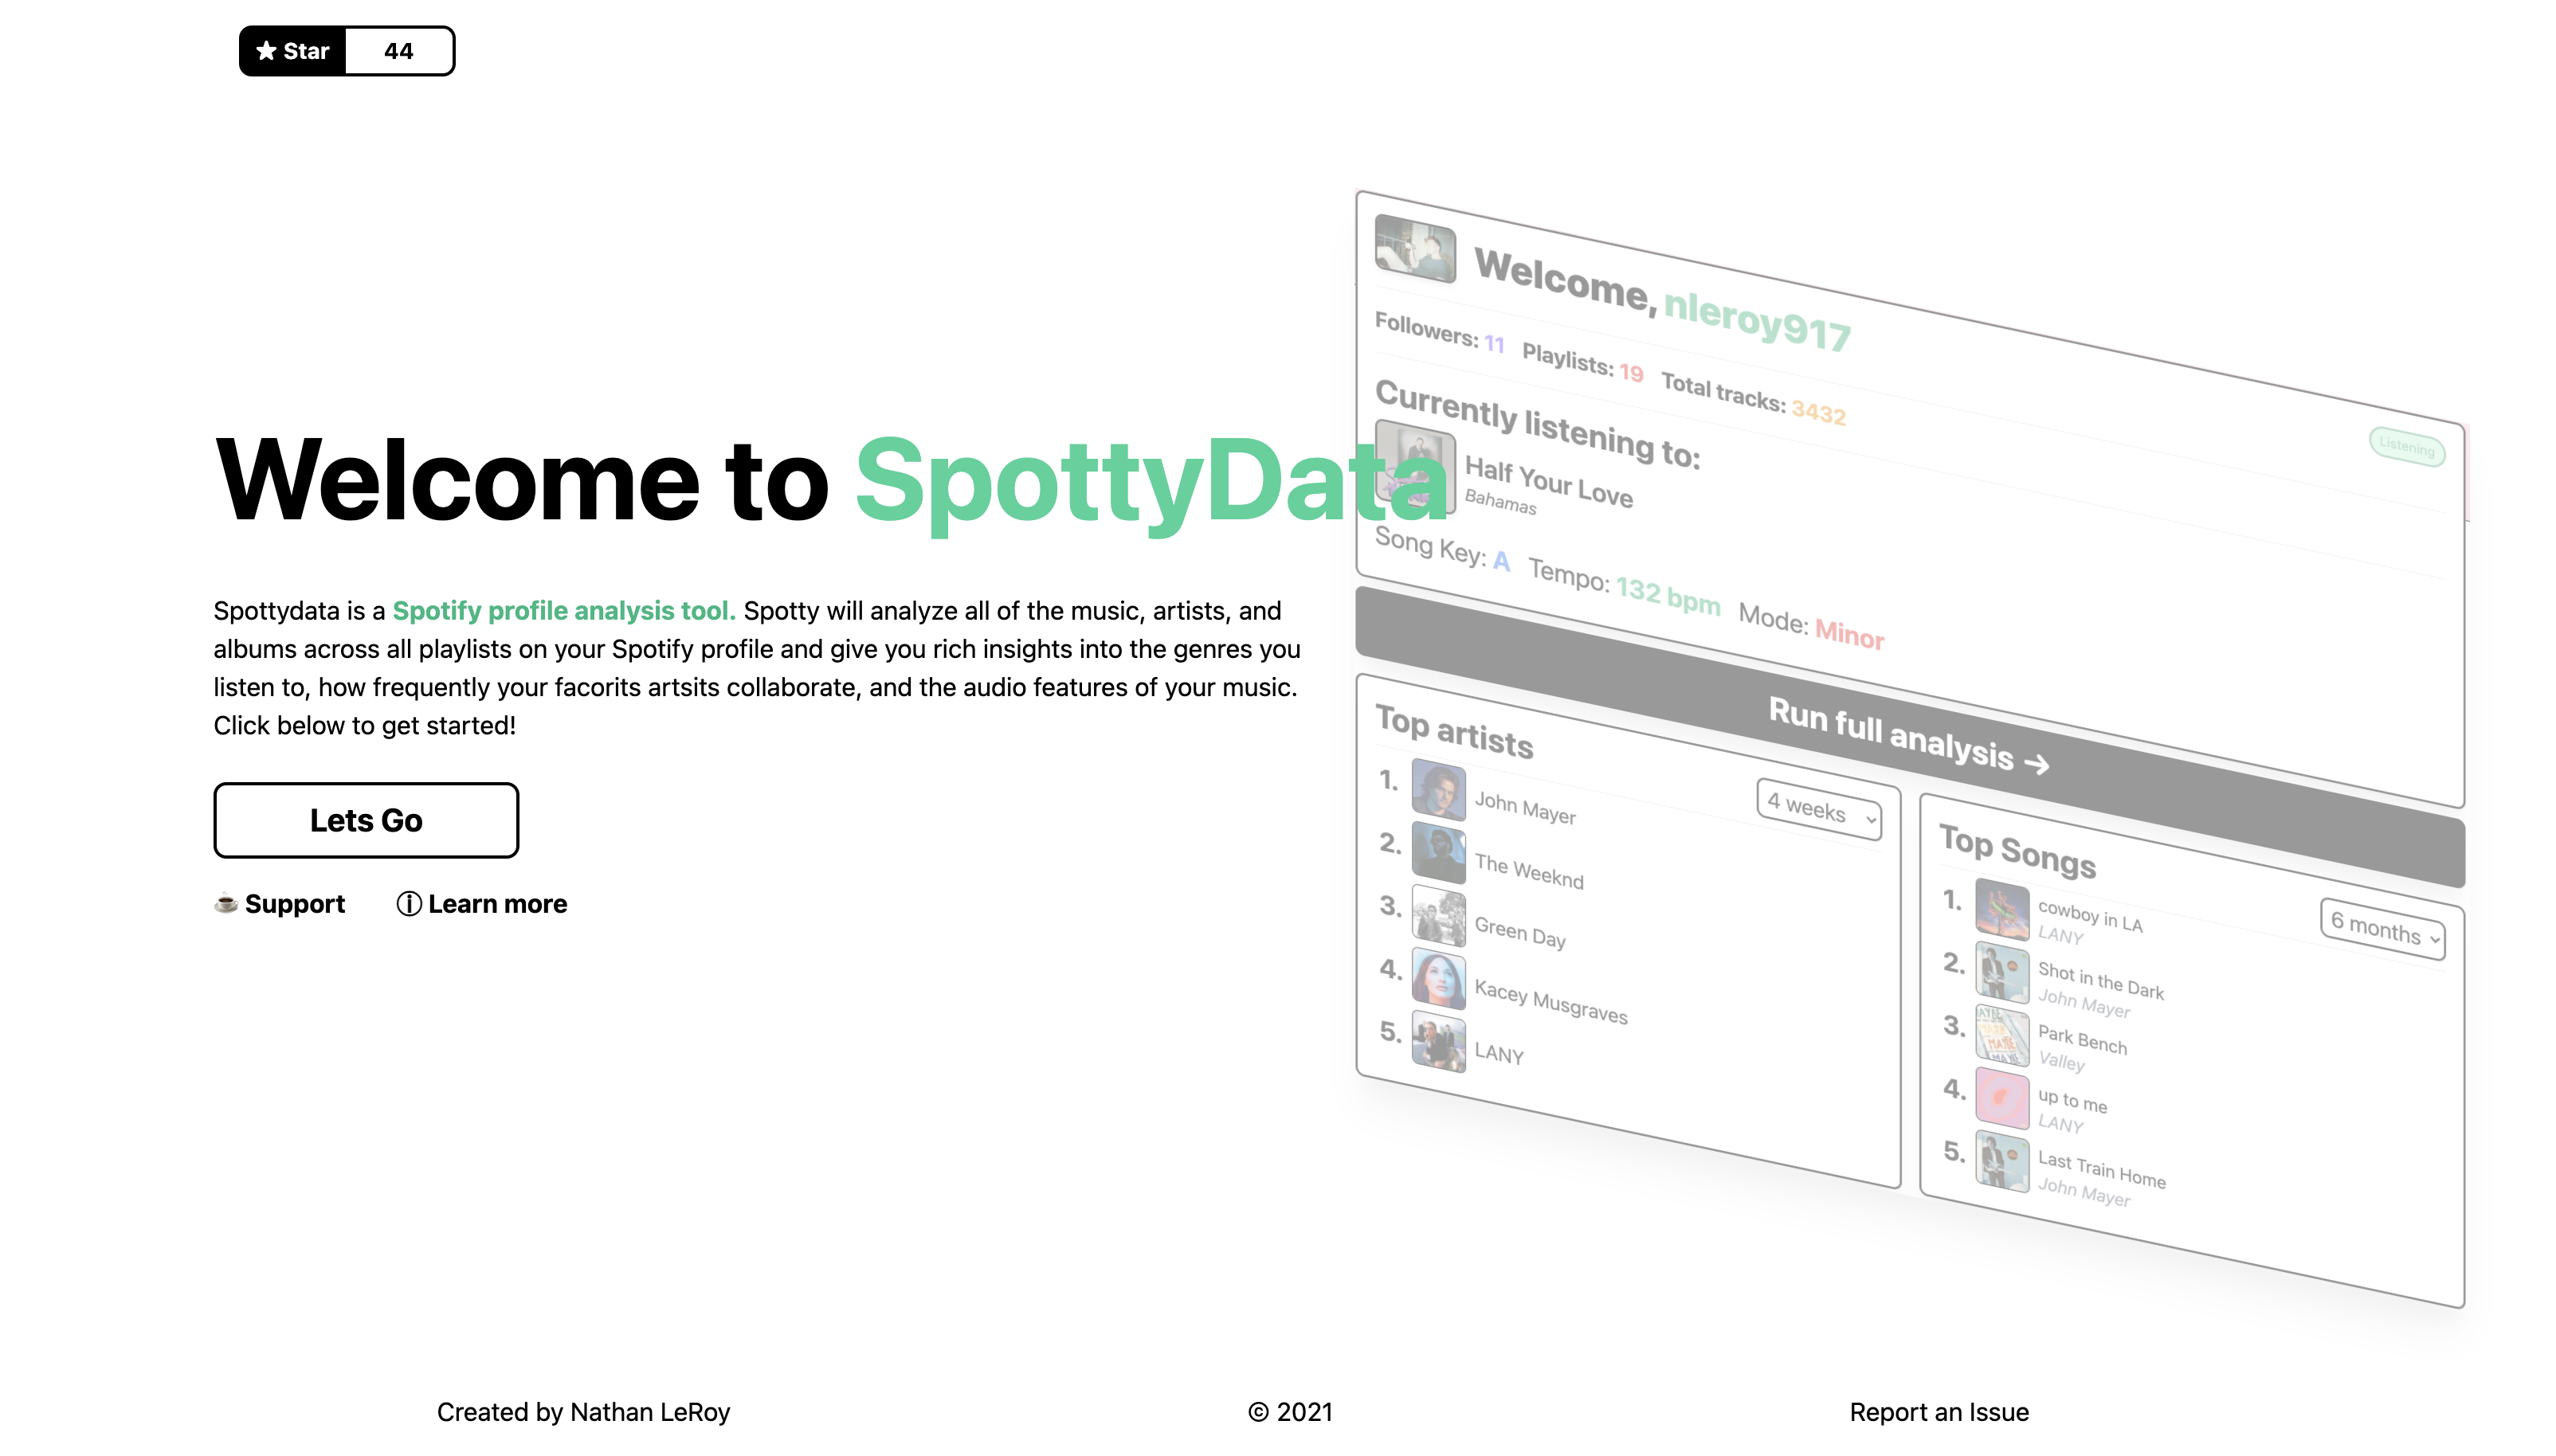 Star 44
Welcome to SpottyData
Spottydata is a Spotify profile analysis tool. Spotty will analyze all of the music, artists, and
albums across all playlists on your Spotify profile and give you rich insights into the genres you
listen to, how frequently your facorits artsits collaborate, and the audio features of your music.
Click below to get started!
Lets Go
Support
Learn more
Welcome, nleroy917
Followers: 11 Playlists: 19 Total tracks: 3432
Listening
Currently listening to:
Half Your Love
Bahamas
Song Key: A Tempo: 132 bpm Mode: Minor
Run full analysis →
Top artists
4 weeks
1. John Mayer
2. The Weeknd
3. Green Day
4. Kacey Musgraves
5. LANY
Top Songs
6 months
1. cowboy in LA
LANY
2. Shot in the Dark
John Mayer
3. Park Bench
Valley
4. up to me
LANY
5. Last Train Home
John Mayer
Created by Nathan LeRoy
© 2021
Report an Issue